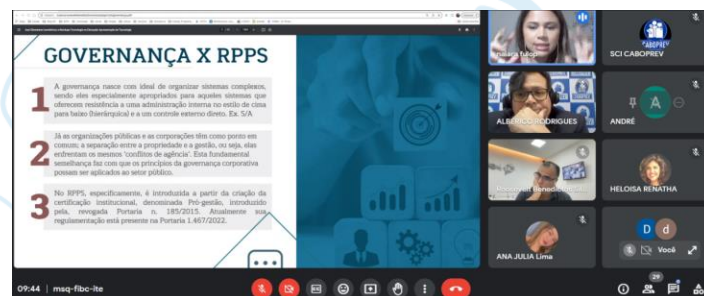 GOVERNANÇA X RPPS
1
A governança nasce com ideal de organizar sistemas complexos,
sendo eles especialmente apropriados para aqueles sistemas que
oferecem resistência a uma administração interna no estilo de cima
para baixo (hierárquica) e a um controle externo direto. Ex. S/A
2
Já as organizações públicas e as corporações têm como ponto em
comum; a separação entre a propriedade e a gestão, ou seja, elas
enfrentam os mesmos 'conflitos de agência'. Esta fundamental
semelhança faz com que os princípios da governança corporativa
possam ser aplicados ao setor público.
3
No RPPS, especificamente, é introduzida a partir da criação da
certificação institucional, denominada Pró-gestão, introduzido
pela, revogada Portaria n. 185/2015. Atualmente sua
regulamentação está presente na Portaria 1.467/2022.
naiara fulop
SCI CABOPREV
CABOPREV
ALBERICO RODRIGUES
A
ANDRÉ
HELOISA RENATHA
ANA JULIA Lima
D d
Você
09:44 | msq-fibc-ite
29